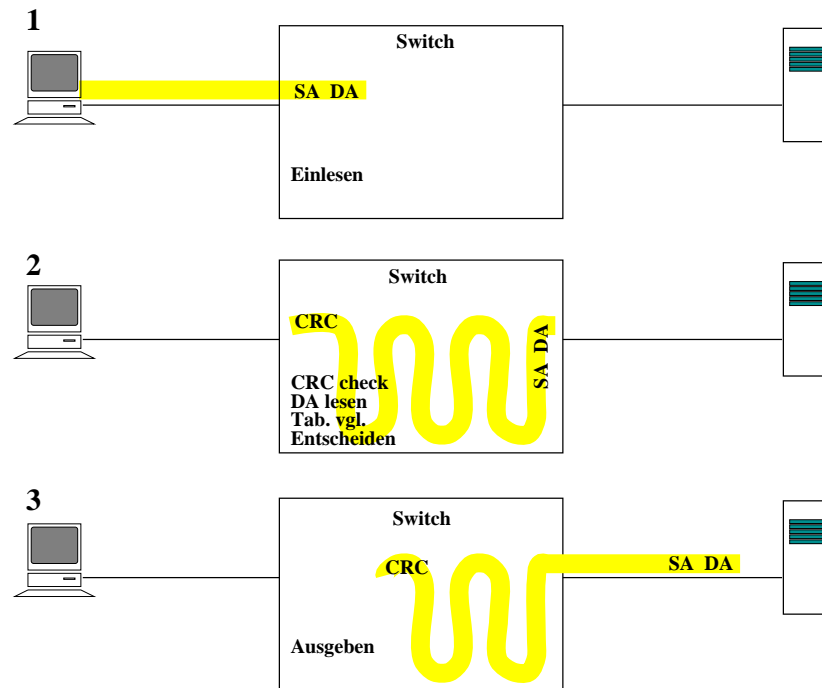 1
Switch
SA DA
Einlesen
2
Switch
CRC
SA DA
CRC check
DA lesen
Tab. vgl.
Entscheiden
3
Switch
CRC
SA DA
Ausgeben